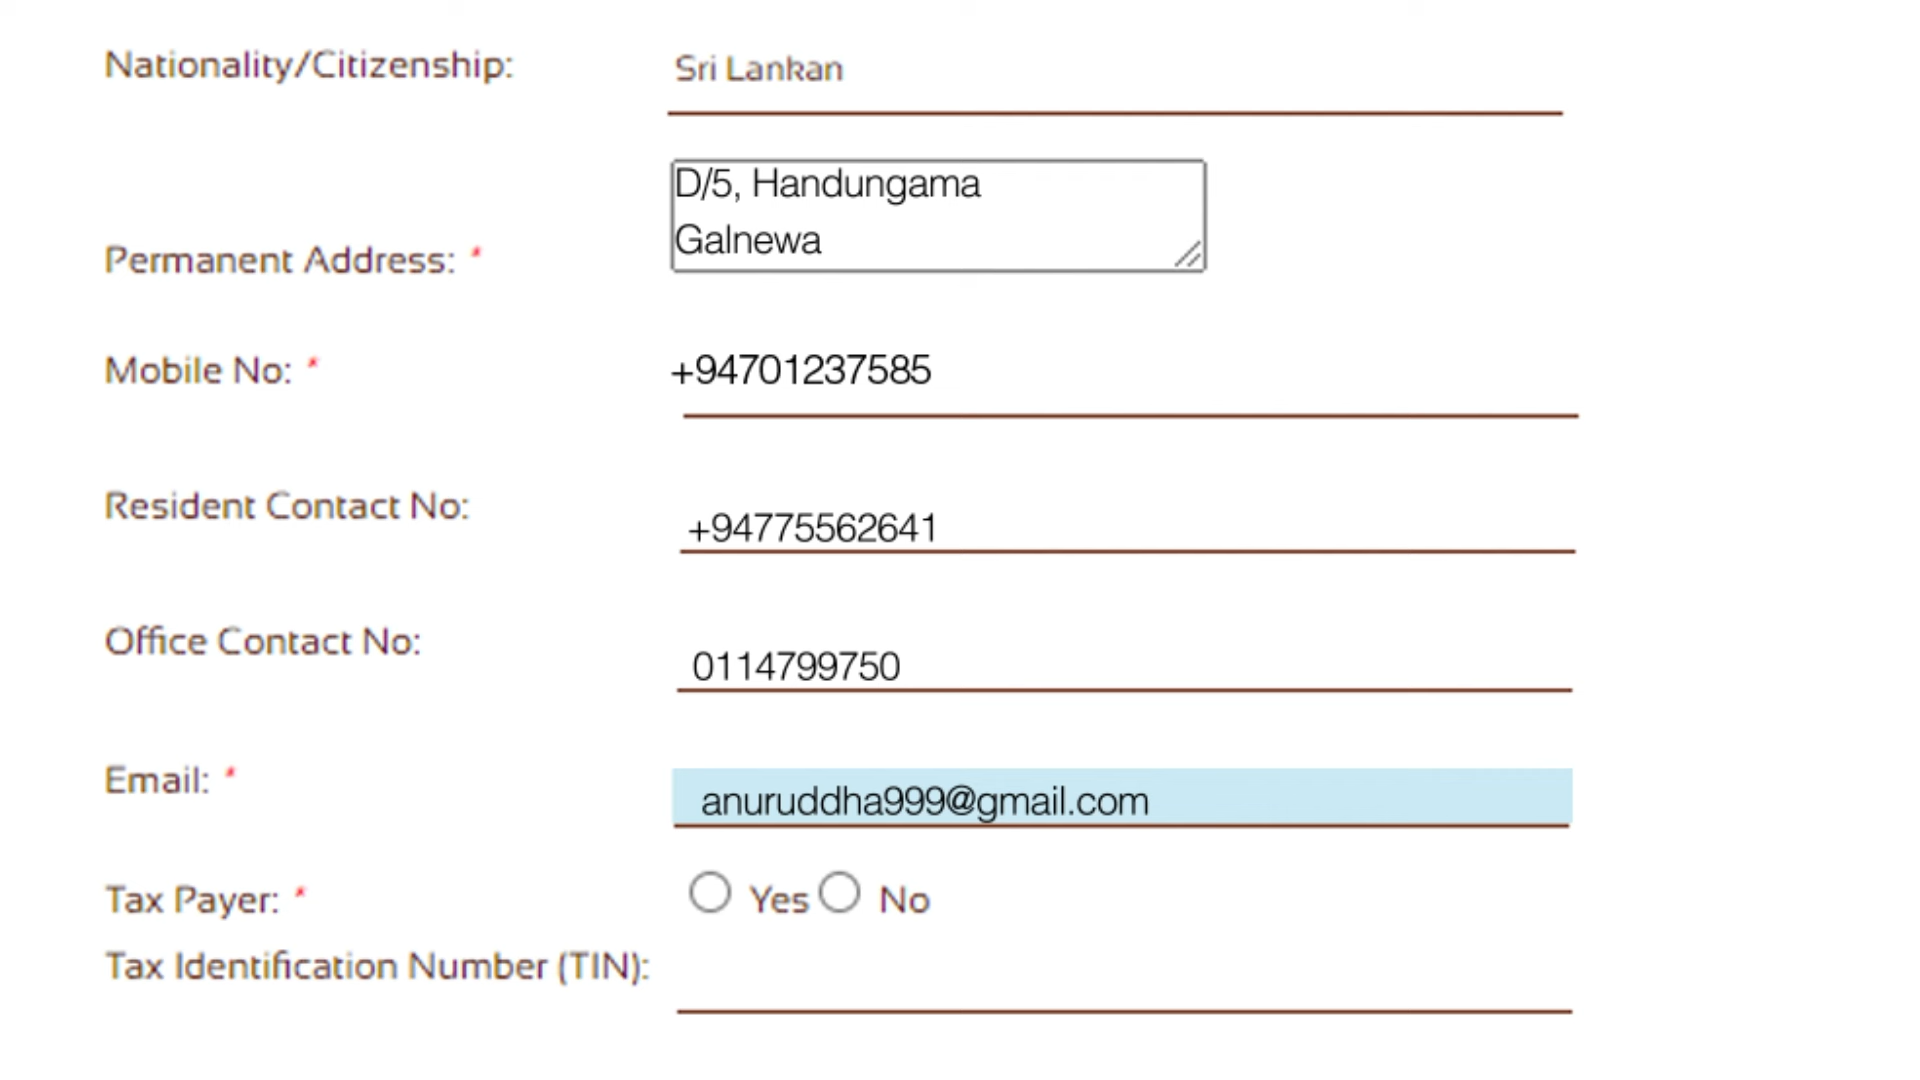 Nationality/Citizenship: Sri Lankan
D/5, Handungama
Galnewa
Permanent Address: *
Mobile No: * +94701237585
Resident Contact No: +94775562641
Office Contact No: 0114799750
Email: * anuruddha999@gmail.com
Tax Payer: * Yes No
Tax Identification Number (TIN):